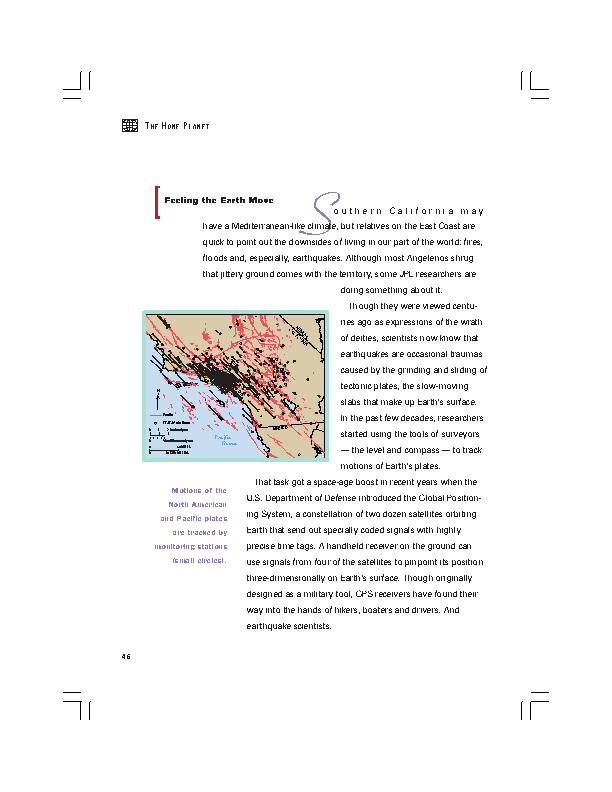 THE HOME PLANET
Feeling the Earth Move
Southern California may
have a Mediterranean-like climate, but relatives on the East Coast are
quick to point out the downsides of living in our part of the world: fires,
floods and, especially, earthquakes. Although most Angelenos shrug
that jittery ground comes with the territory, some JPL researchers are
doing something about it.
Though they were viewed centu-
ries ago as expressions of the wrath
of deities, scientists now know that
earthquakes are occasional traumas
caused by the grinding and sliding of
tectonic plates, the slow-moving
slabs that make up Earth's surface.
In the past few decades, researchers
started using the tools of surveyors
— the level and compass — to track
motions of Earth's plates.
Pacific
Ocean
That task got a space-age boost in recent years when the
U.S. Department of Defense introduced the Global Position-
ing System, a constellation of two dozen satellites orbiting
Earth that send out specially coded signals with highly
precise time tags. A handheld receiver on the ground can
use signals from four of the satellites to pinpoint its position
three-dimensionally on Earth's surface. Though originally
designed as a military tool, GPS receivers have found their
way into the hands of hikers, boaters and drivers. And
earthquake scientists.
Motions of the
North American
and Pacific plates
are tracked by
monitoring stations
(small circles).
46